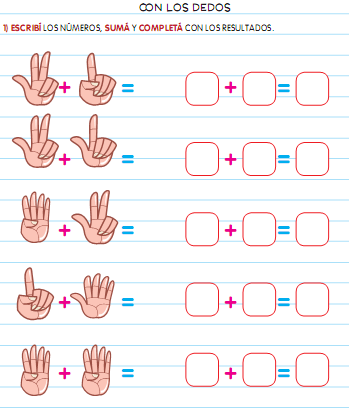 CON LOS DEDOS
1) ESCRIBÍ LOS NÚMEROS, SUMÁ Y COMPLETÁ CON LOS RESULTADOS.
+ = + =
+ = + =
+ = + =
+ = + =
+ = + =